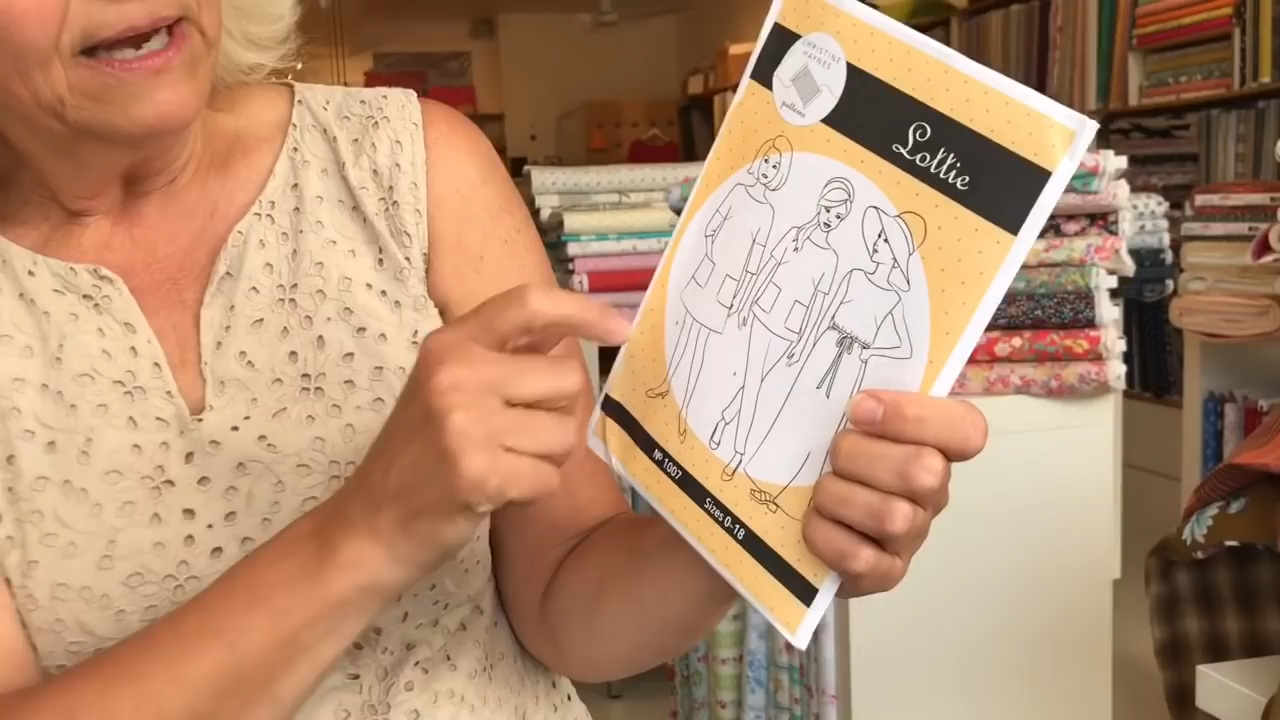 CHRISTINE
HAYNES
patterns
Lottie
Nº 1007
Sizes 0-18